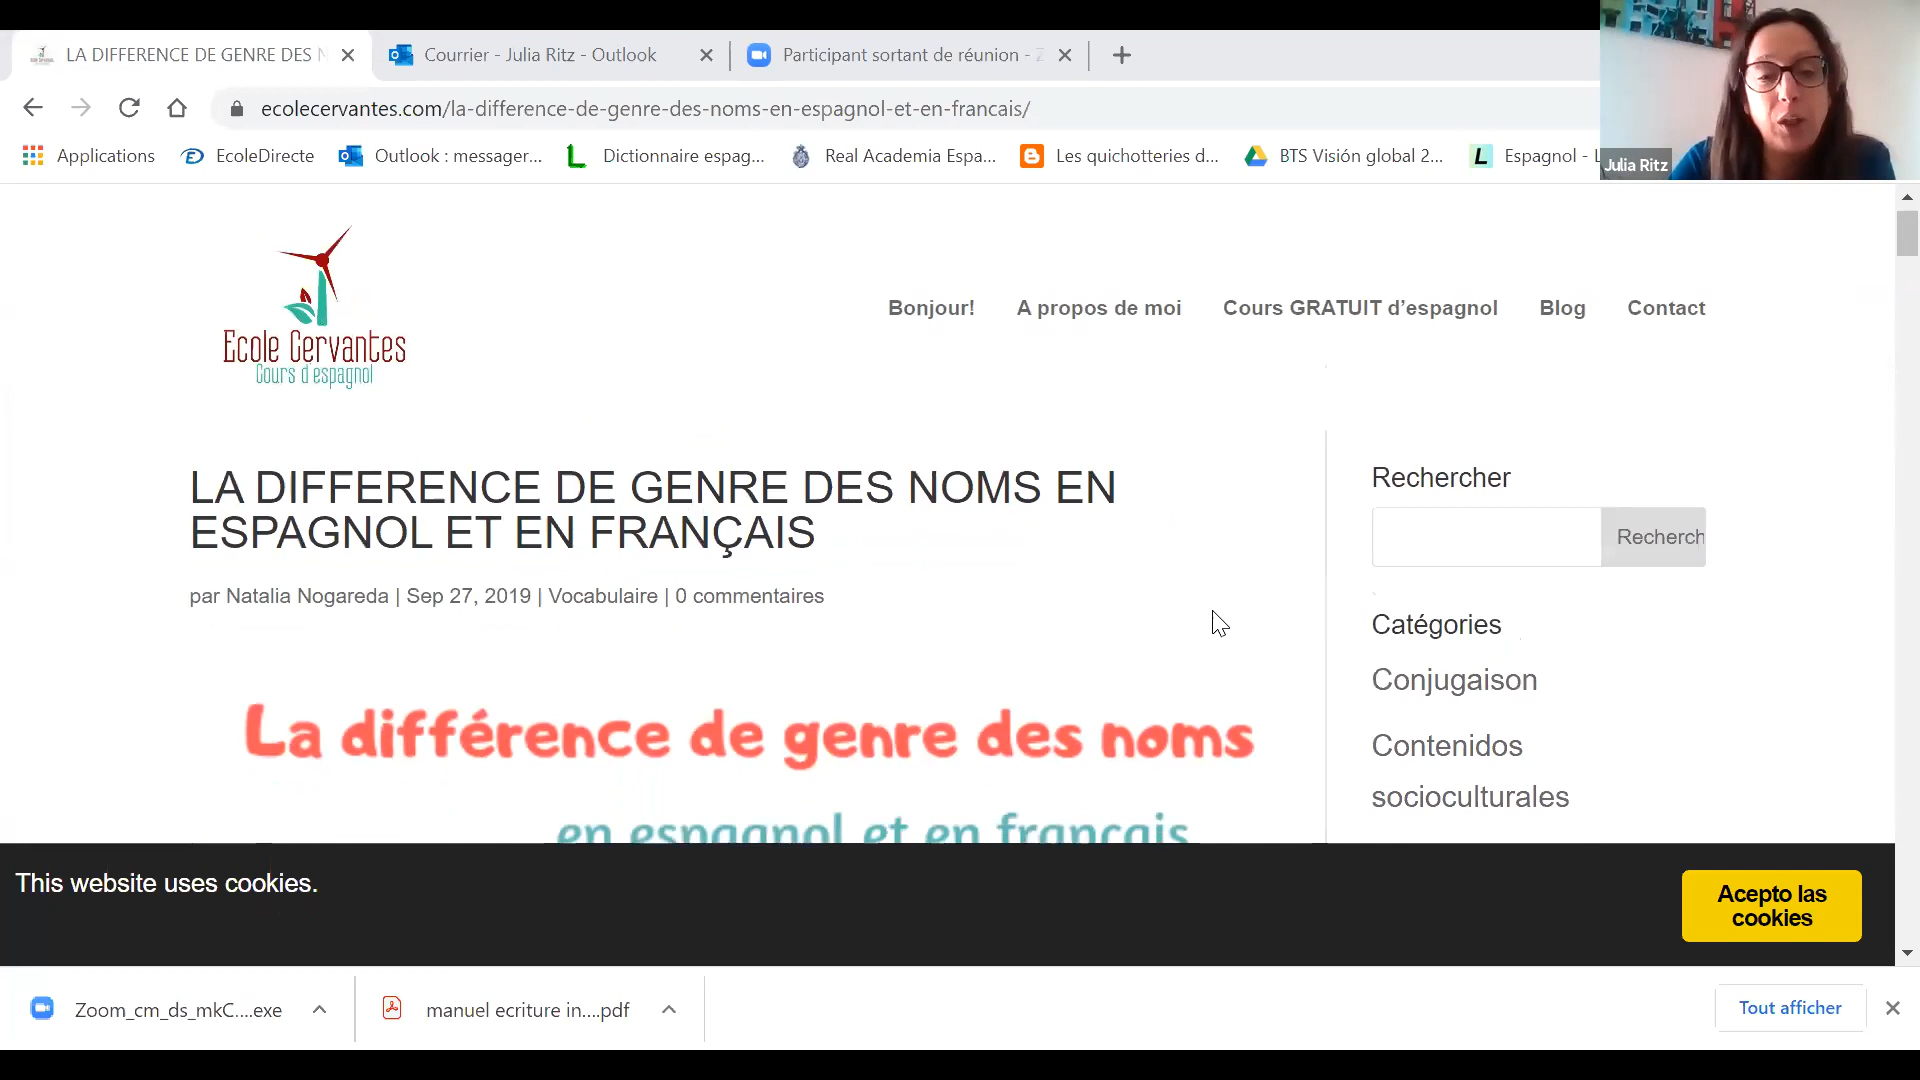 LA DIFFERENCE DE GENRE DES N
Courrier - Julia Ritz - Outlook
Participant sortant de réunion -
ecolecervantes.com/la-difference-de-genre-des-noms-en-espagnol-et-en-francais/
Applications
EcoleDirecte
Outlook : messager...
Dictionnaire espag...
Real Academia Espa...
Les quichotteries d...
BTS Visión global 2...
Espagnol -
Julia Ritz
Ecole Cervantes
Cours d'espagnol
Bonjour!
A propos de moi
Cours GRATUIT d’espagnol
Blog
Contact
LA DIFFERENCE DE GENRE DES NOMS EN
ESPAGNOL ET EN FRANÇAIS
par Natalia Nogareda | Sep 27, 2019 | Vocabulaire | 0 commentaires
La différence de genre des noms
en espagnol et en français
Rechercher
Recherch
Catégories
Conjugaison
Contenidos
socioculturales
This website uses cookies.
Acepto las
cookies
Zoom_cm_ds_mkC....exe
manuel ecriture in....pdf
Tout afficher